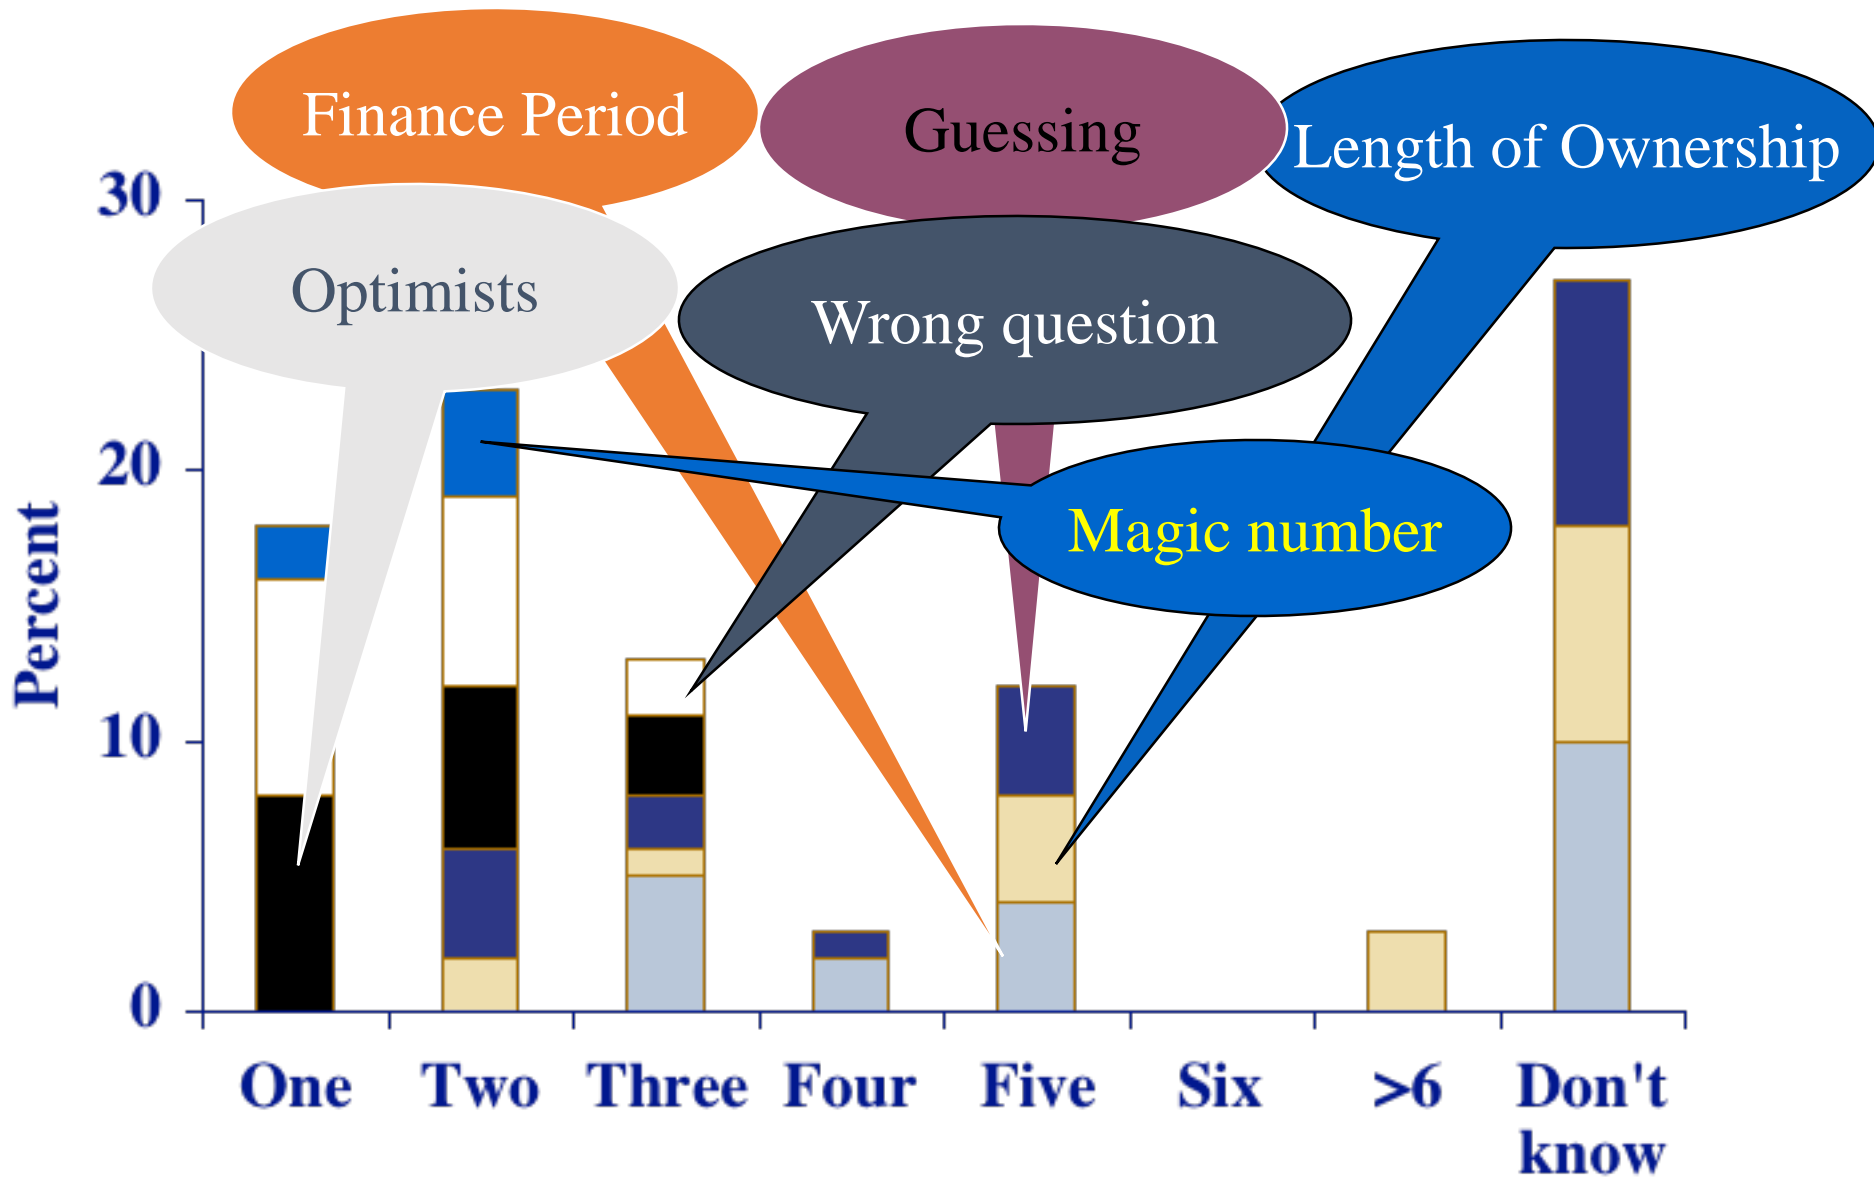 Finance Period
Guessing
Length of Ownership
Optimists
Wrong question
Magic number
Percent
30
20
10
0
One
Two
Three
Four
Five
Six
>6
Don't
know